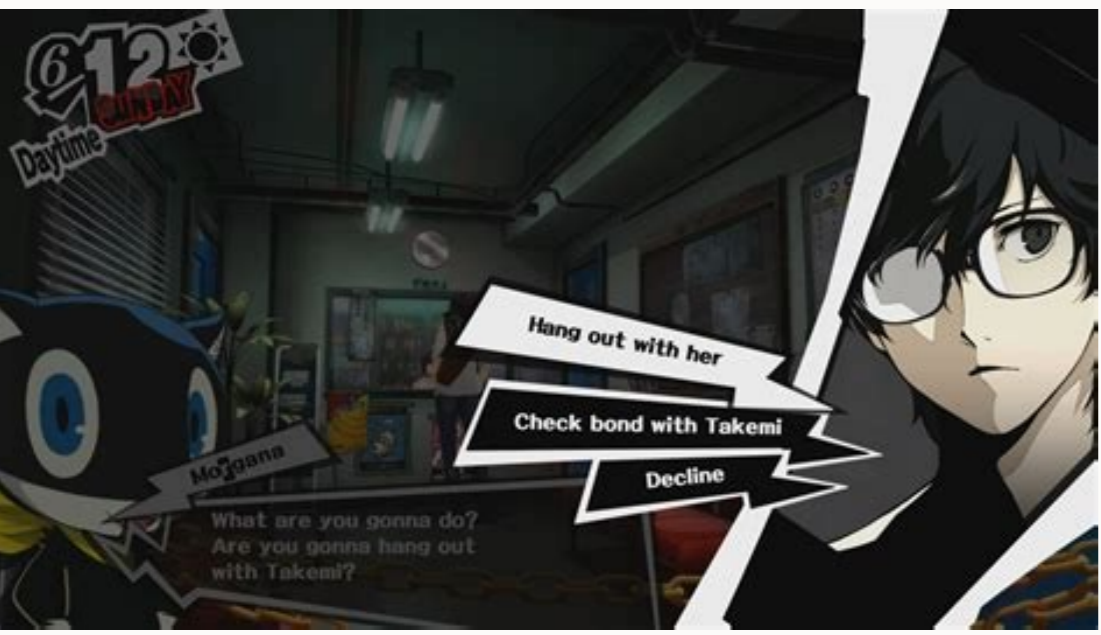 6/12
SUNDAY
Daytime
Hang out with her
Check bond with Takemi
Decline
Morgana
What are you gonna do?
Are you gonna hang out
with Takemi?